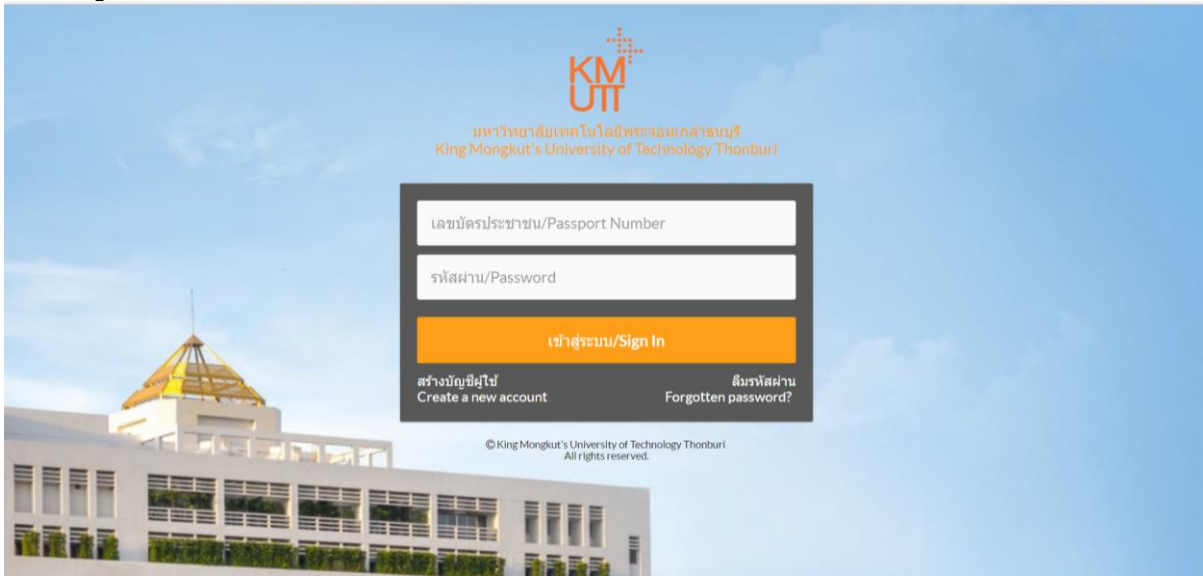 KM
UTT
มหาวิทยาลัยเทคโนโลยีพระจอมเกล้าธนบุรี
King Mongkut's University of Technology Thonburi
เลขบัตรประชาชน/Passport Number
รหัสผ่าน/Password
เข้าสู่ระบบ/Sign In
สร้างบัญชีผู้ใช้
Create a new account
ลืมรหัสผ่าน
Forgotten password?
© King Mongkut's University of Technology Thonburi
All rights reserved.